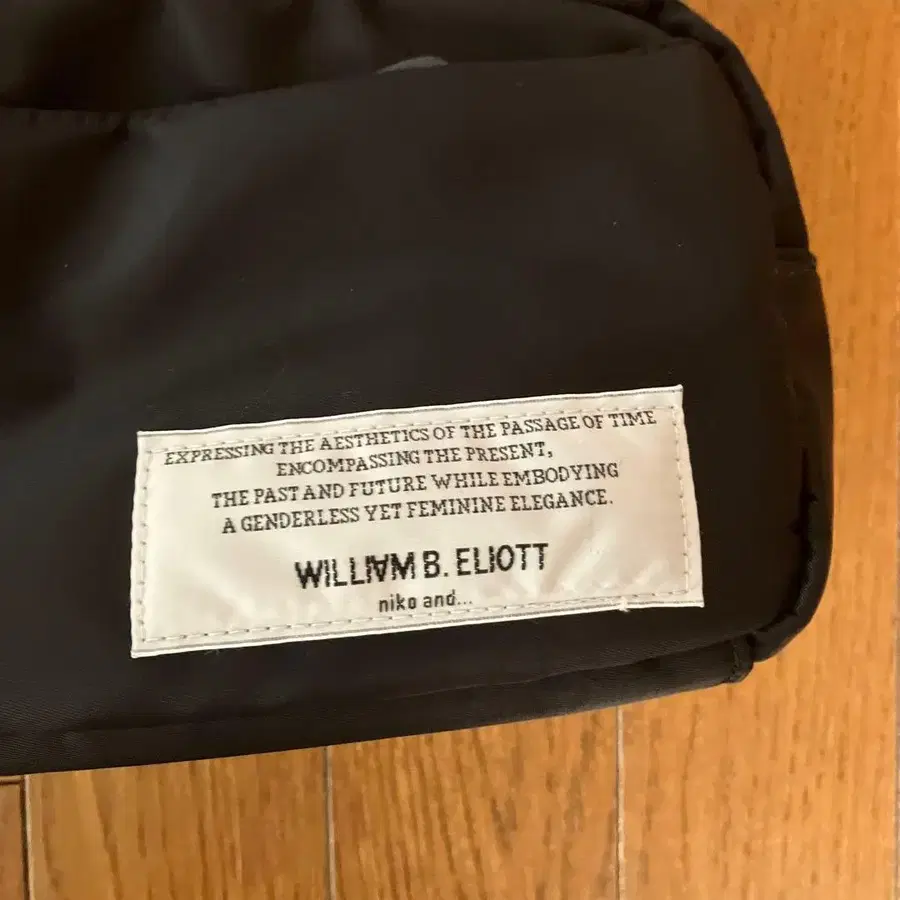 EXPRESSING THE AESTHETICS OF THE PASSAGE OF TIME
ENCOMPASSING THE PRESENT,
THE PAST AND FUTURE WHILE EMBODYING
A GENDERLESS YET FEMININE ELEGANCE.
WILLI∀M B. ELIOTT
niko and...